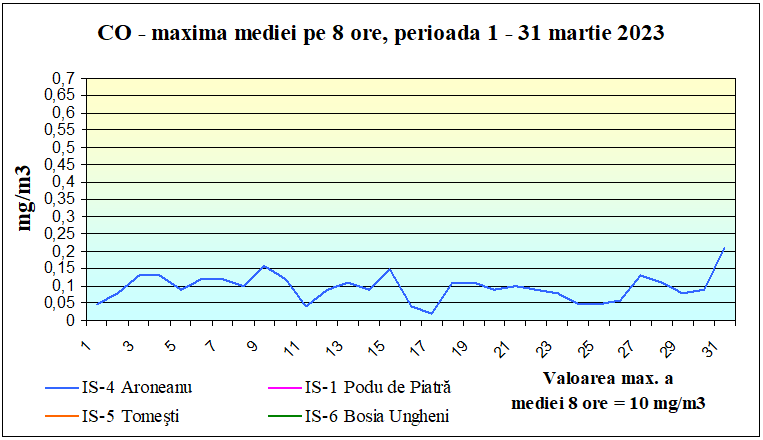 CO - maxima mediei pe 8 ore, perioada 1 - 31 martie 2023
mg/m3
0,7
0,65
0,6
0,55
0,5
0,45
0,4
0,35
0,3
0,25
0,2
0,15
0,1
0,05
0
1 3 5 7 9 11 13 15 17 19 21 23 25 27 29 31
IS-4 Aroneanu IS-1 Podu de Piatră
IS-5 Tomeşti IS-6 Bosia Ungheni
Valoarea max. a
mediei 8 ore = 10 mg/m3